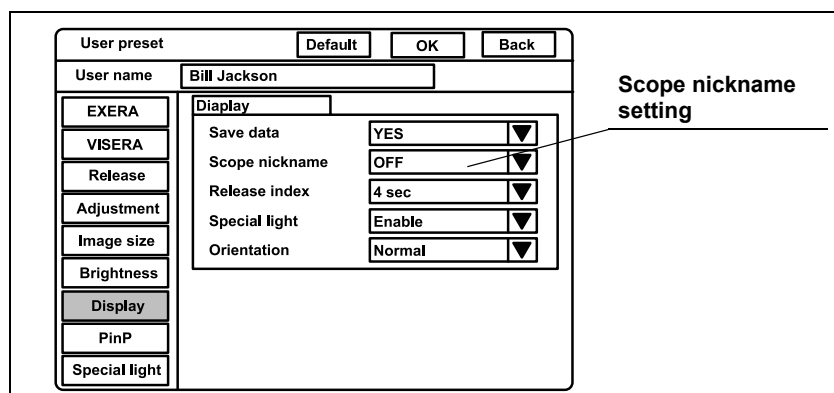 User preset Default OK Back
User name Bill Jackson
EXERA
VISERA
Release
Adjustment
Image size
Brightness
Display
PinP
Special light
Diaplay
Save data YES
Scope nickname OFF
Release index 4 sec
Special light Enable
Orientation Normal
Scope nickname
setting